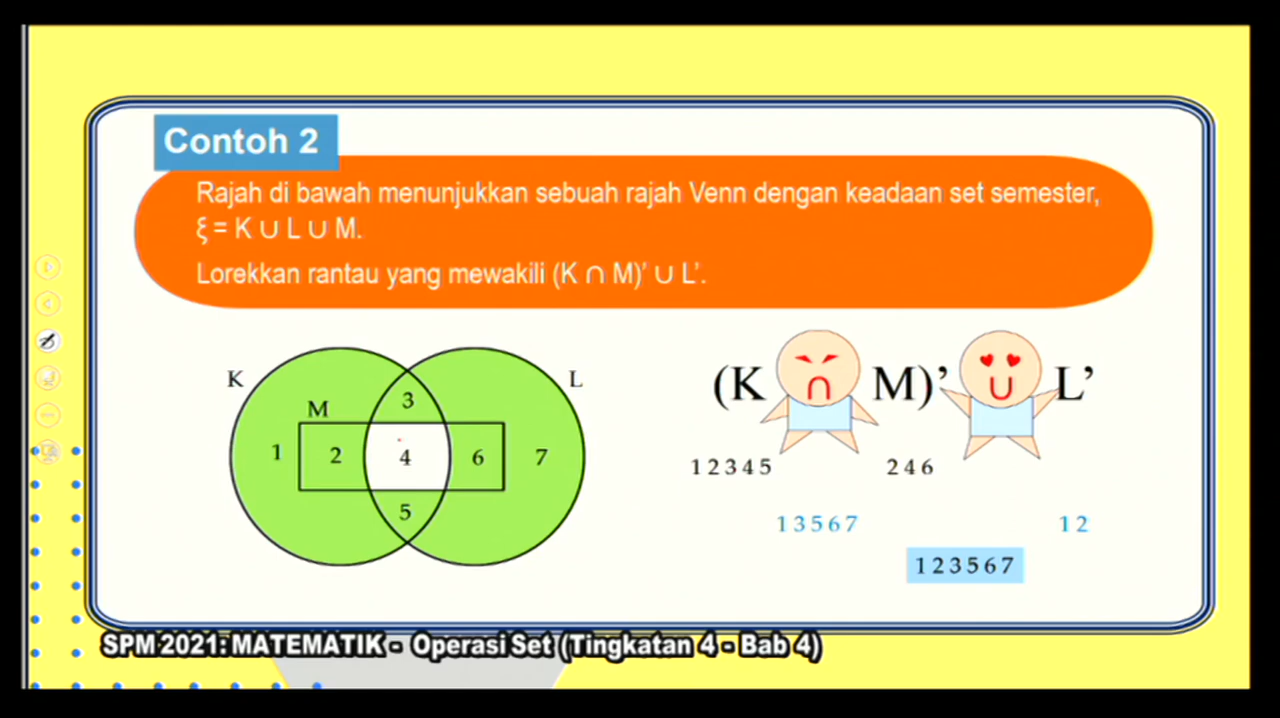 Contoh 2
Rajah di bawah menunjukkan sebuah rajah Venn dengan keadaan set semester,
ξ = K ∪ L ∪ M.
Lorekkan rantau yang mewakili (K ∩ M)' ∪ L'.
K
L
M
3
1 2 4 6 7
5
(K ∩ M)’ ∪ L’
1 2 3 4 5
2 4 6
1 3 5 6 7
1 2
1 2 3 5 6 7
SPM 2021: MATEMATIK - Operasi Set (Tingkatan 4 - Bab 4)